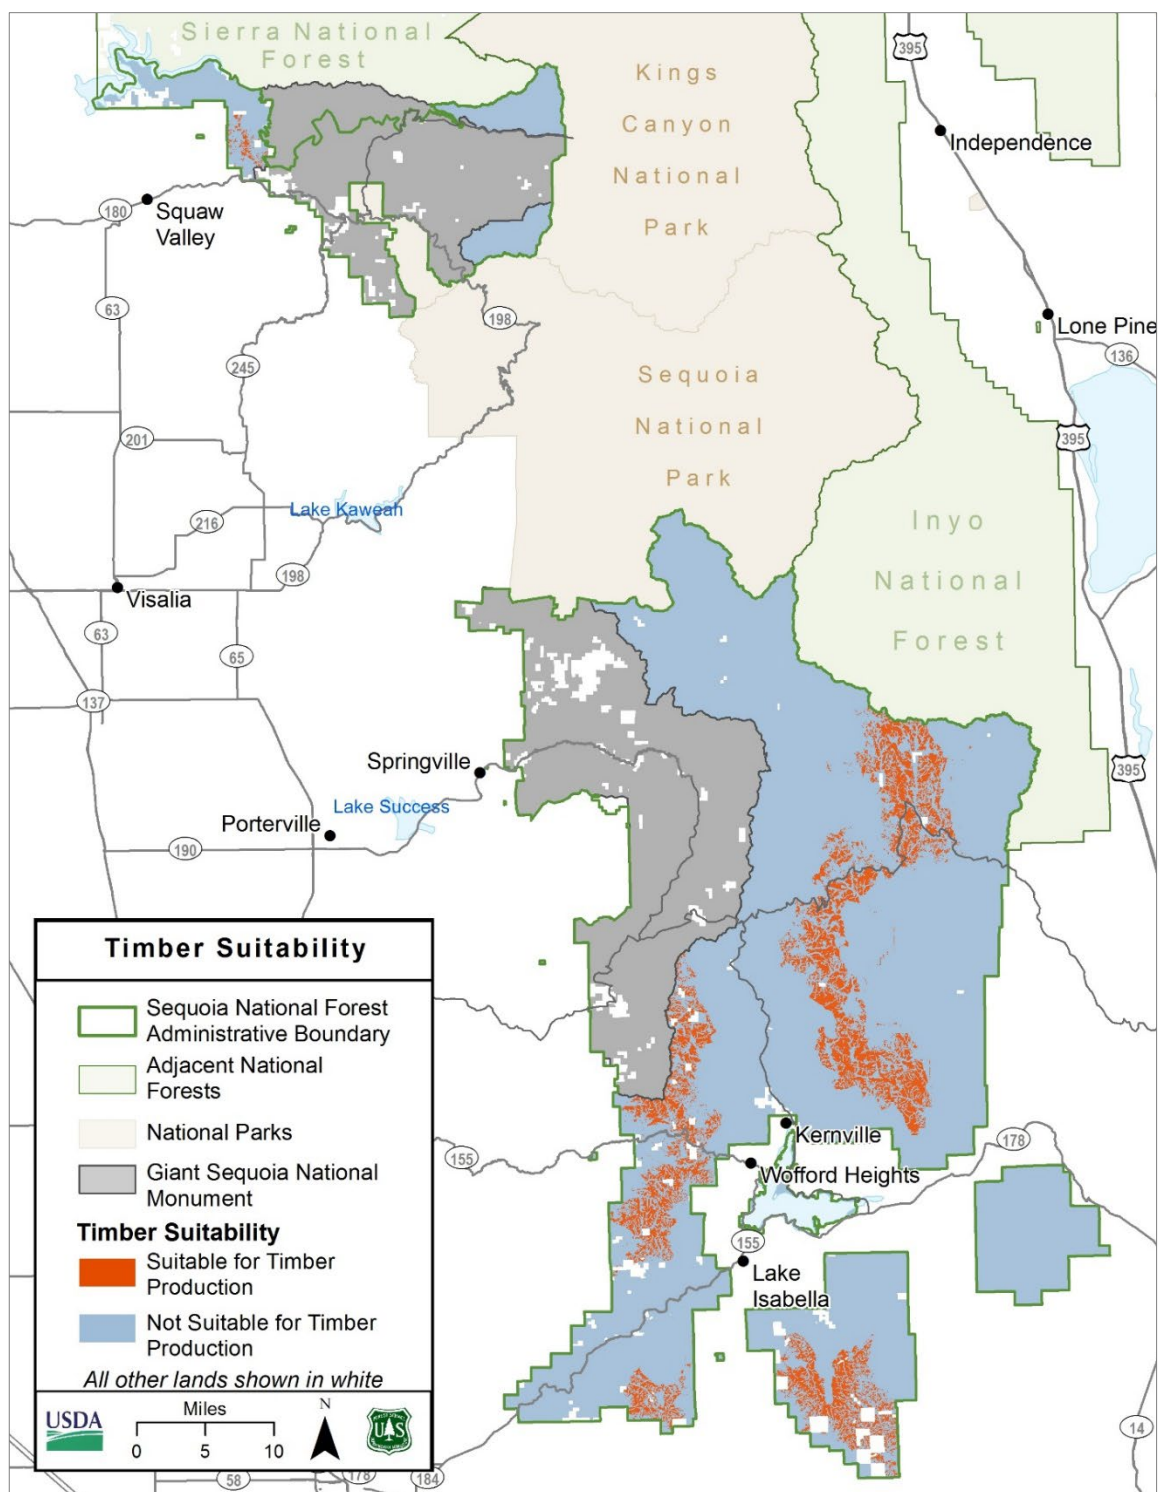 Sierra National
Forest
Kings
Canyon
National
Park
395
Independence
180
Squaw
Valley
63
198
Lone Pine
136
245
Sequoia
National
Park
395
201
Lake Kaweah
216
Inyo
National
Forest
198
Visalia
63
65
137
Springville
395
Lake Success
Porterville
190
Kernville
178
155
Wofford Heights
155
Lake
Isabella
14
58
178
184
Timber Suitability
Sequoia National Forest
Administrative Boundary
Adjacent National
Forests
National Parks
Giant Sequoia National
Monument
Timber Suitability
Suitable for Timber
Production
Not Suitable for Timber
Production
All other lands shown in white
USDA
Miles
0 5 10
N
U S